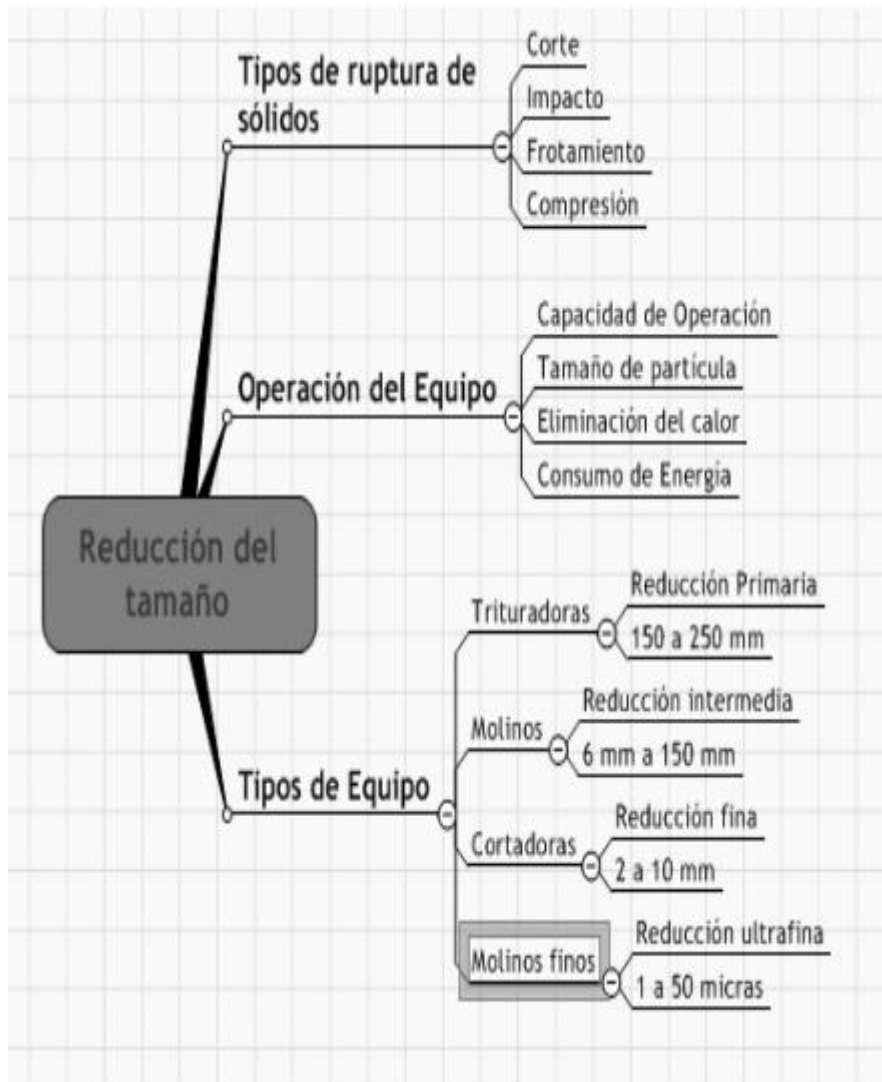 Tipos de ruptura de
sólidos
Corte
Impacto
Frotamiento
Compresión
Operación del Equipo
Capacidad de Operación
Tamaño de partícula
Eliminación del calor
Consumo de Energía
Reducción del
tamaño
Tipos de Equipo
Trituradoras
Reducción Primaria
150 a 250 mm
Molinos
Reducción intermedia
6 mm a 150 mm
Cortadoras
Reducción fina
2 a 10 mm
Molinos finos
Reducción ultrafina
1 a 50 micras